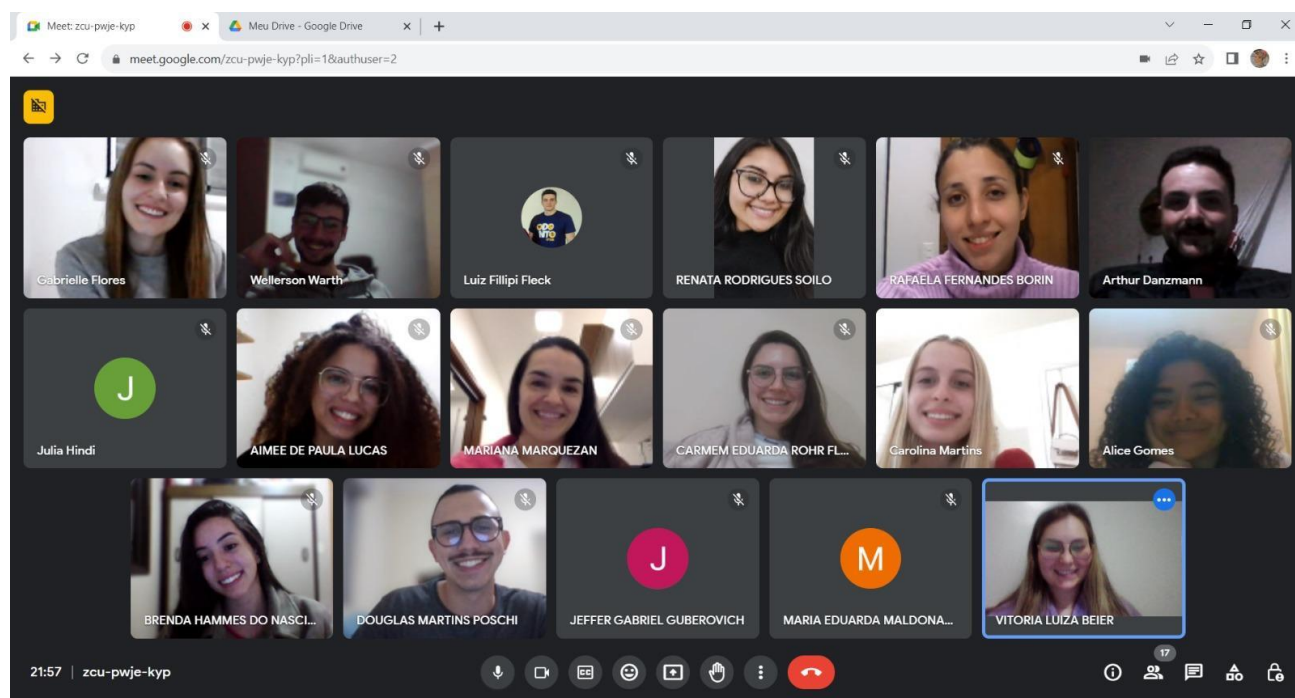 Meet: zcu-pwje-kyp
Meu Drive - Google Drive
meet.google.com/zcu-pwje-kyp?pli=1&authuser=2
Gabrielle Flores
Wellerson Warth
Luiz Fillipi Fleck
RENATA RODRIGUES SOILO
RAFAELA FERNANDES BORIN
Arthur Danzmann
ODO
NTO
J
Julia Hindi
AIMEE DE PAULA LUCAS
MARIANA MARQUEZAN
CARMEM EDUARDA ROHR FL...
Carolina Martins
Alice Gomes
BRENDA HAMMES DO NASCI...
DOUGLAS MARTINS POSCHI
J
JEFFER GABRIEL GUBEROVICH
M
MARIA EDUARDA MALDONA...
VITORIA LUIZA BEIER
21:57 | zcu-pwje-kyp
CC
17